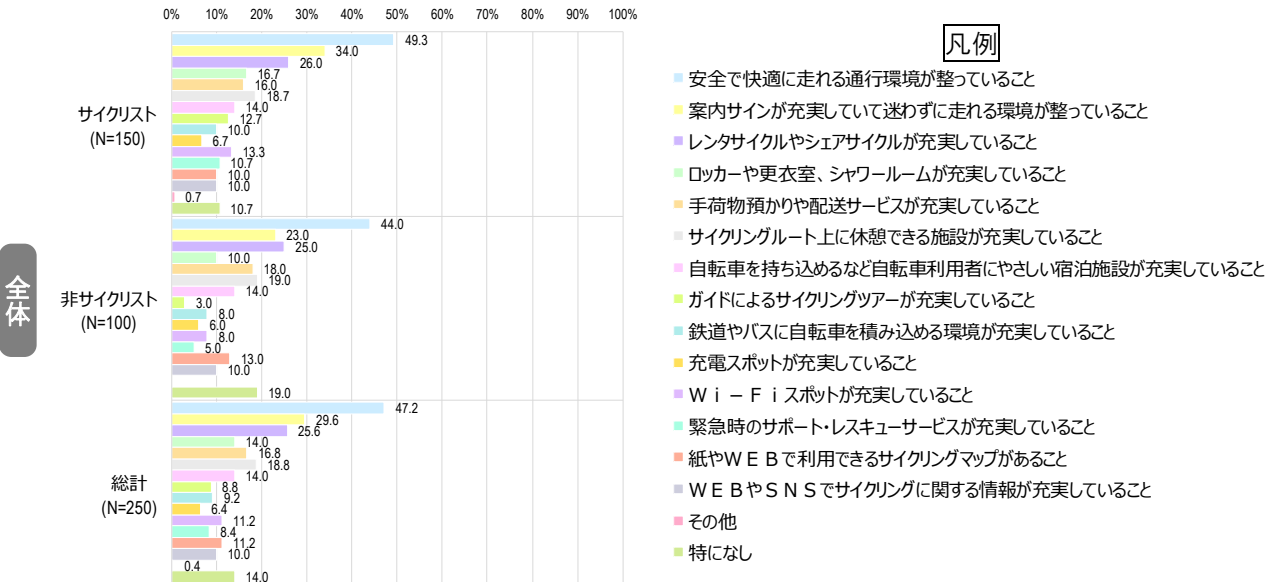 0% 10% 20% 30% 40% 50% 60% 70% 80% 90% 100%
全体
サイクリスト
(N=150)
49.3
34.0
26.0
16.7
16.0
18.7
14.0
12.7
10.0
6.7
13.3
10.7
10.0
10.0
0.7
10.7
非サイクリスト
(N=100)
44.0
23.0
25.0
10.0
18.0
19.0
14.0
3.0
8.0
6.0
8.0
5.0
13.0
10.0
19.0
総計
(N=250)
47.2
29.6
25.6
14.0
16.8
18.8
14.0
8.8
9.2
6.4
11.2
8.4
11.2
10.0
0.4
14.0
凡例
安全で快適に走れる通行環境が整っていること
案内サインが充実していて迷わずに走れる環境が整っていること
レンタサイクルやシェアサイクルが充実していること
ロッカーや更衣室、シャワールームが充実していること
手荷物預かりや配送サービスが充実していること
サイクリングルート上に休憩できる施設が充実していること
自転車を持ち込めるなど自転車利用者にやさしい宿泊施設が充実していること
ガイドによるサイクリングツアーが充実していること
鉄道やバスに自転車を積み込める環境が充実していること
充電スポットが充実していること
Ｗｉ－Ｆｉスポットが充実していること
緊急時のサポート・レスキューサービスが充実していること
紙やＷＥＢで利用できるサイクリングマップがあること
ＷＥＢやＳＮＳでサイクリングに関する情報が充実していること
その他
特になし